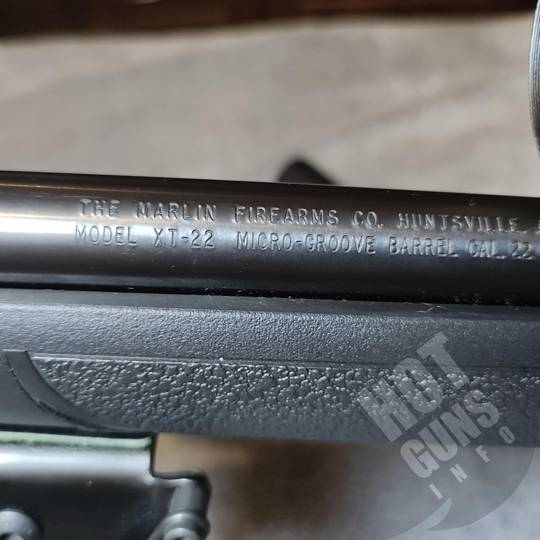 THE MARLIN FIREARMS CO. HUNTSVILLE,
MODEL XT-22 MICRO-GROOVE BARREL CAL. 22
HOT
GUNS
INFO